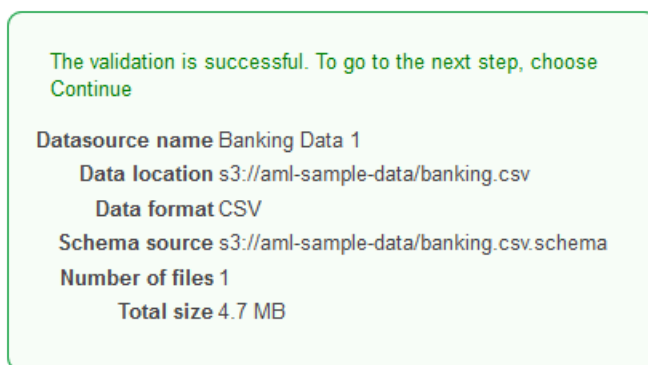 The validation is successful. To go to the next step, choose
Continue
Datasource name Banking Data 1
Data location s3://aml-sample-data/banking.csv
Data format CSV
Schema source s3://aml-sample-data/banking.csv.schema
Number of files 1
Total size 4.7 MB